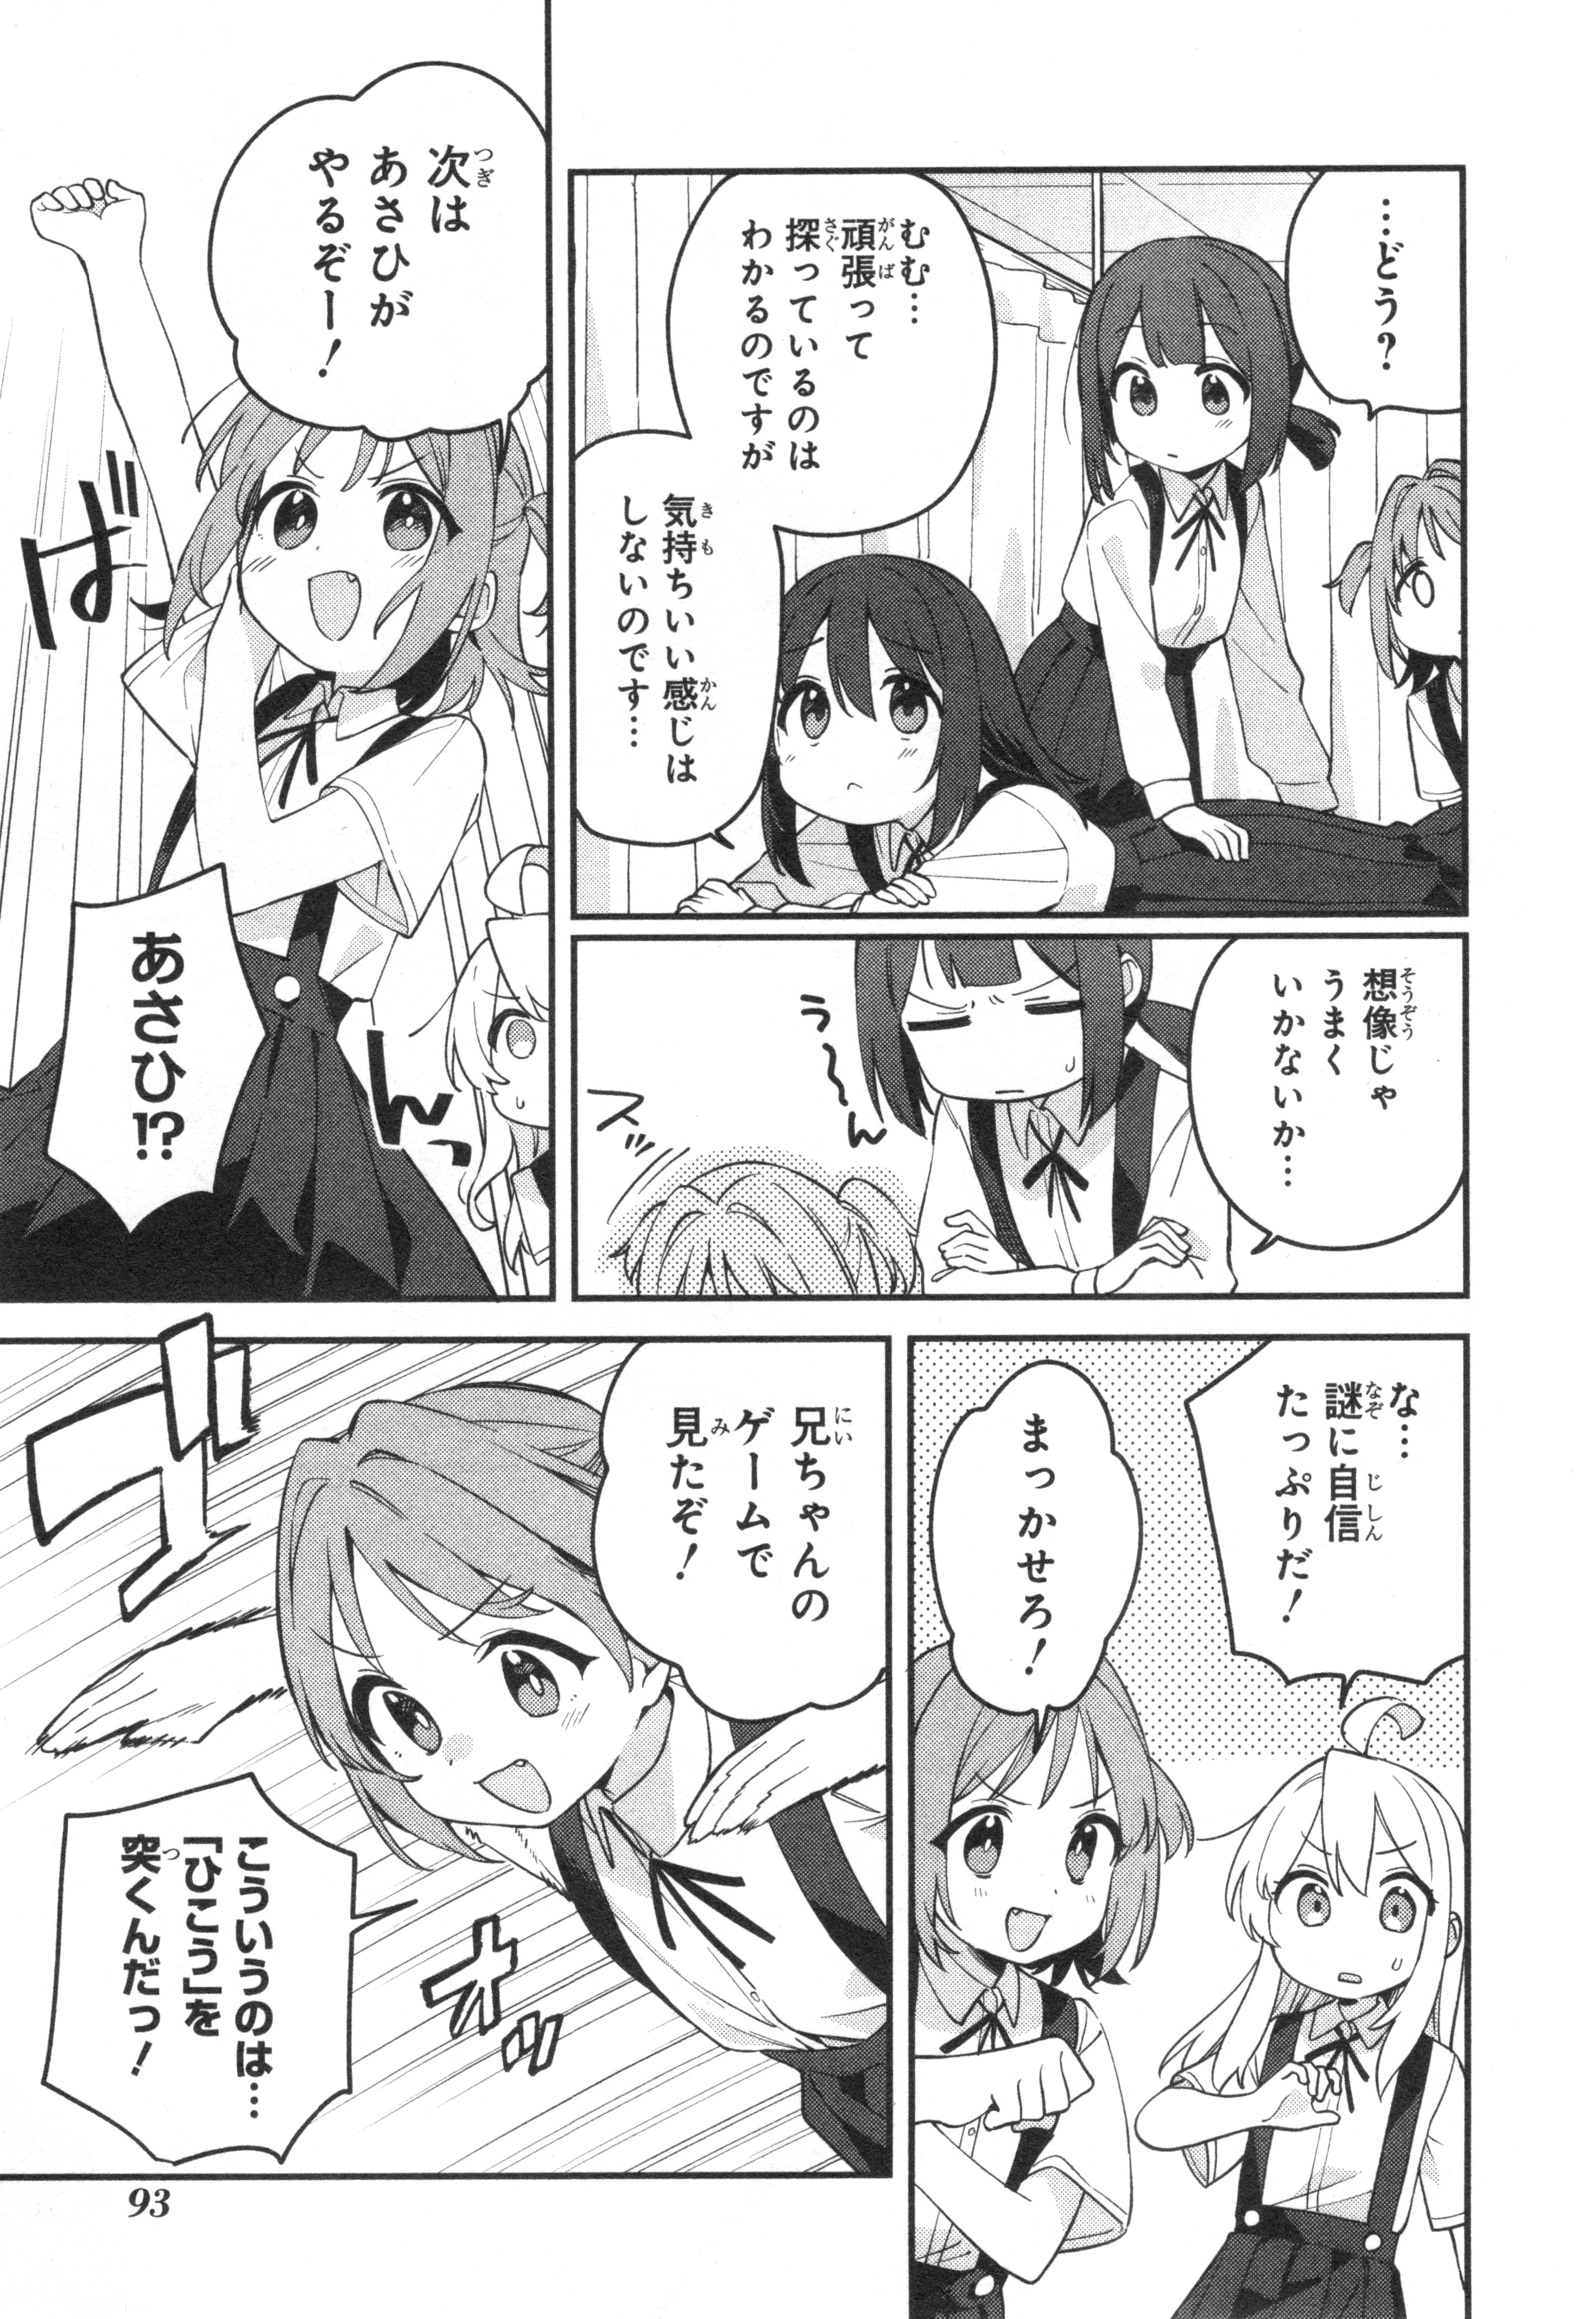 …どう？
むむ…
頑張って
探っているのは
わかるのですが
気持ちいい感じは
しないのです…
想像じゃ
うまく
いかないか…
う～～ん
ズッ
次は
あさひが
やるぞー！
ばーんっ
あさひ!?
な…
謎に自信
たっぷりだ！
まっかせろ！
兄ちゃんの
ゲームで
見たぞ！
こういうのは…
「ひこう」を
突くんだっ！
93